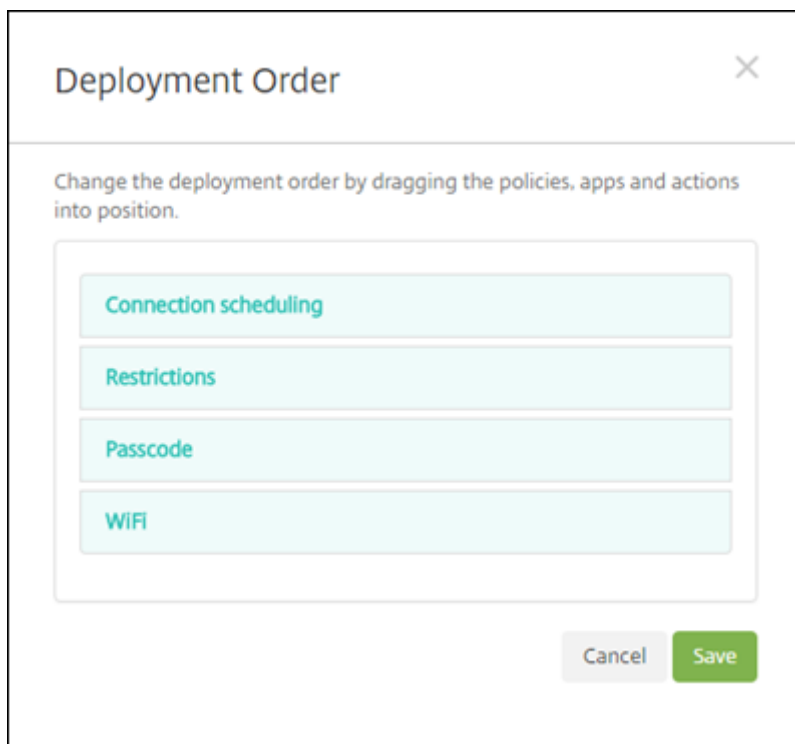 Deployment Order
Change the deployment order by dragging the policies, apps and actions
into position.
Connection scheduling
Restrictions
Passcode
WiFi
Cancel
Save